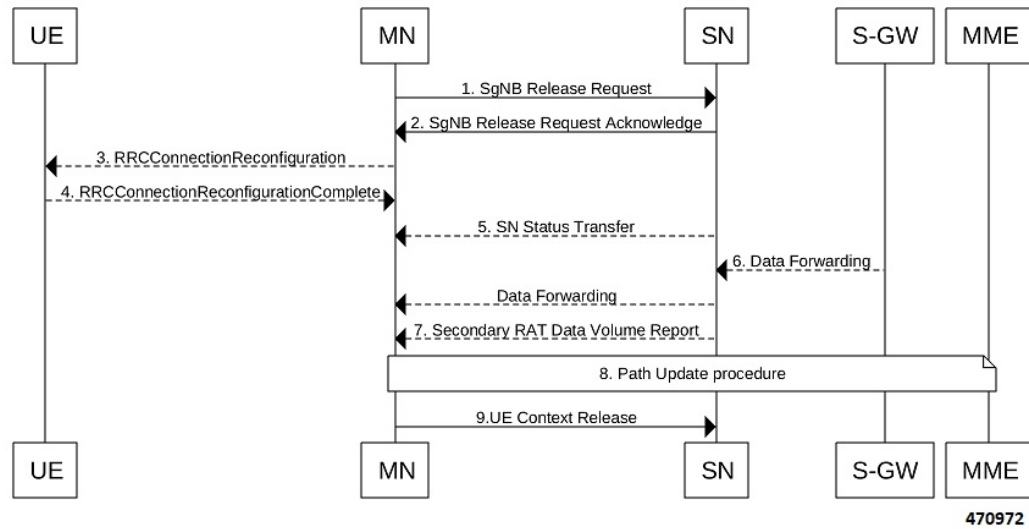 UE MN SN S-GW MME
1. SgNB Release Request
2. SgNB Release Request Acknowledge
3. RRCConnectionReconfiguration
4. RRCConnectionReconfigurationComplete
5. SN Status Transfer
6. Data Forwarding
Data Forwarding
7. Secondary RAT Data Volume Report
8. Path Update procedure
9.UE Context Release
UE MN SN S-GW MME
470972